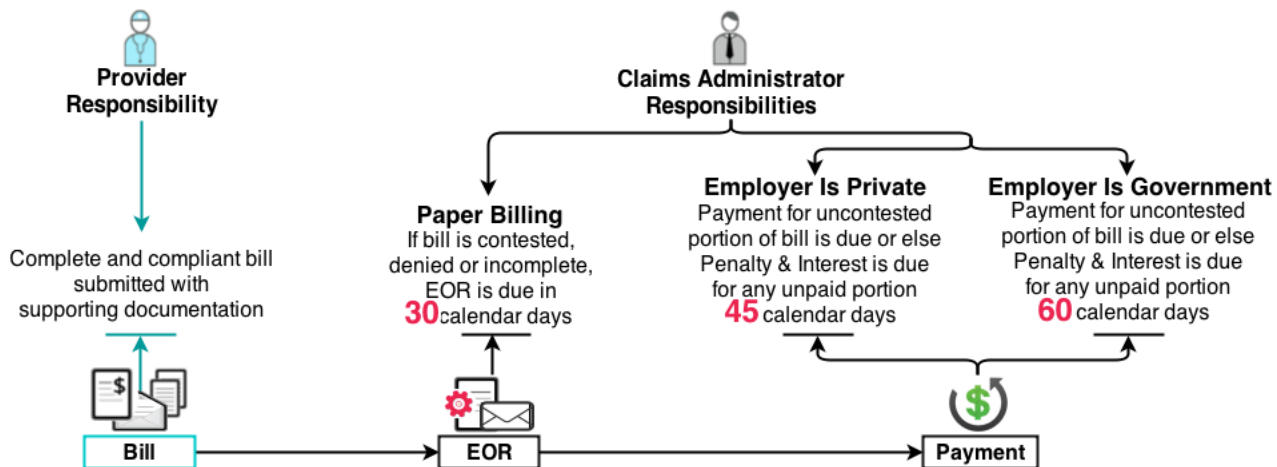 Provider
Responsibility
Complete and compliant bill
submitted with
supporting documentation
$
Bill
Claims Administrator
Responsibilities
Paper Billing
If bill is contested,
denied or incomplete,
EOR is due in
30 calendar days
EOR
Employer Is Private
Payment for uncontested
portion of bill is due or else
Penalty & Interest is due
for any unpaid portion
45 calendar days
Employer Is Government
Payment for uncontested
portion of bill is due or else
Penalty & Interest is due
for any unpaid portion
60 calendar days
$
Payment